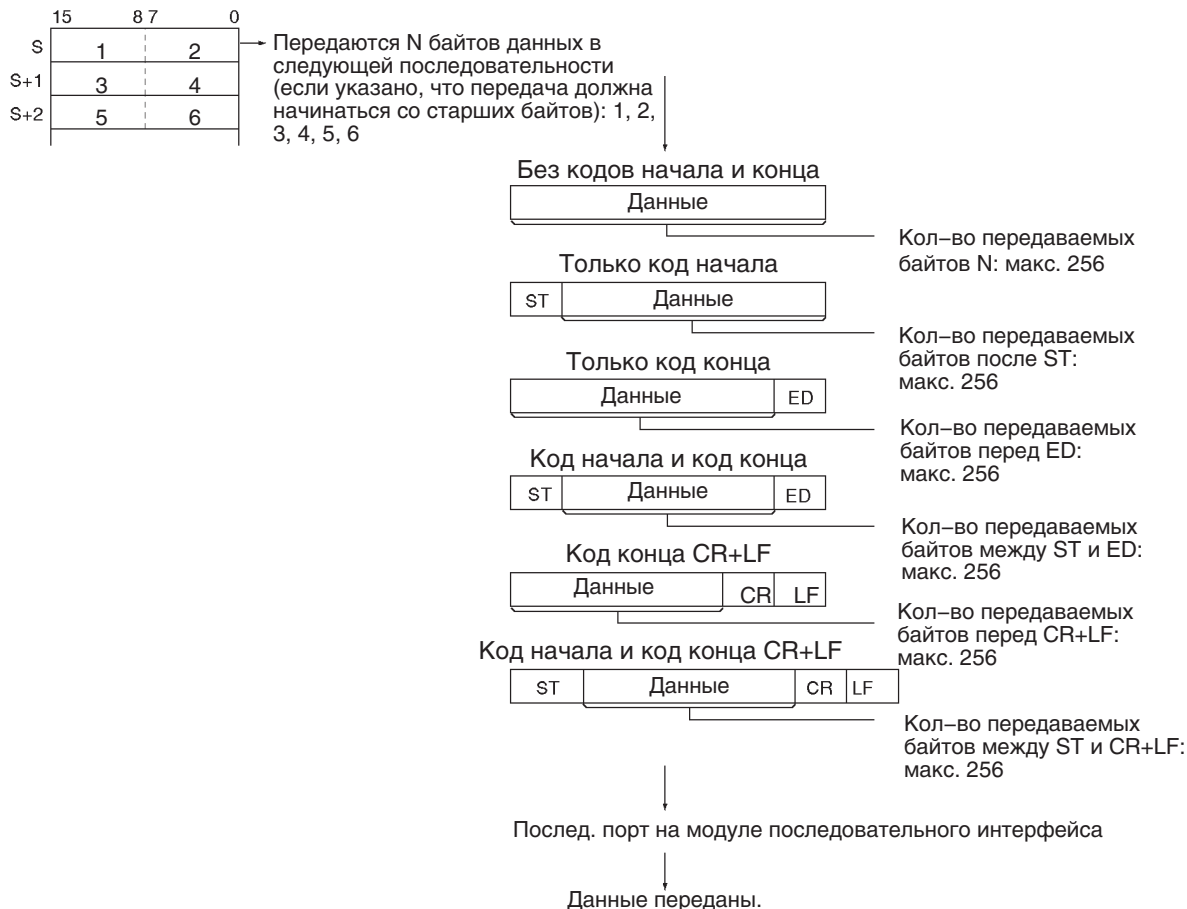 15 8 7 0
S 1 2
S+1 3 4
S+2 5 6
Передаются N байтов данных в
следующей последовательности
(если указано, что передача должна
начинаться со старших байтов): 1, 2,
3, 4, 5, 6
Без кодов начала и конца
Данные
Кол–во передаваемых
байтов N: макс. 256
Только код начала
ST Данные
Кол–во передаваемых
байтов после ST:
макс. 256
Только код конца
Данные ED
Кол–во передаваемых
байтов перед ED:
макс. 256
Код начала и код конца
ST Данные ED
Кол–во передаваемых
байтов между ST и ED:
макс. 256
Код конца CR+LF
Данные CR LF
Кол–во передаваемых
байтов перед CR+LF:
макс. 256
Код начала и код конца CR+LF
ST Данные CR LF
Кол–во передаваемых
байтов между ST и CR+LF:
макс. 256
Послед. порт на модуле последовательного интерфейса
Данные переданы.